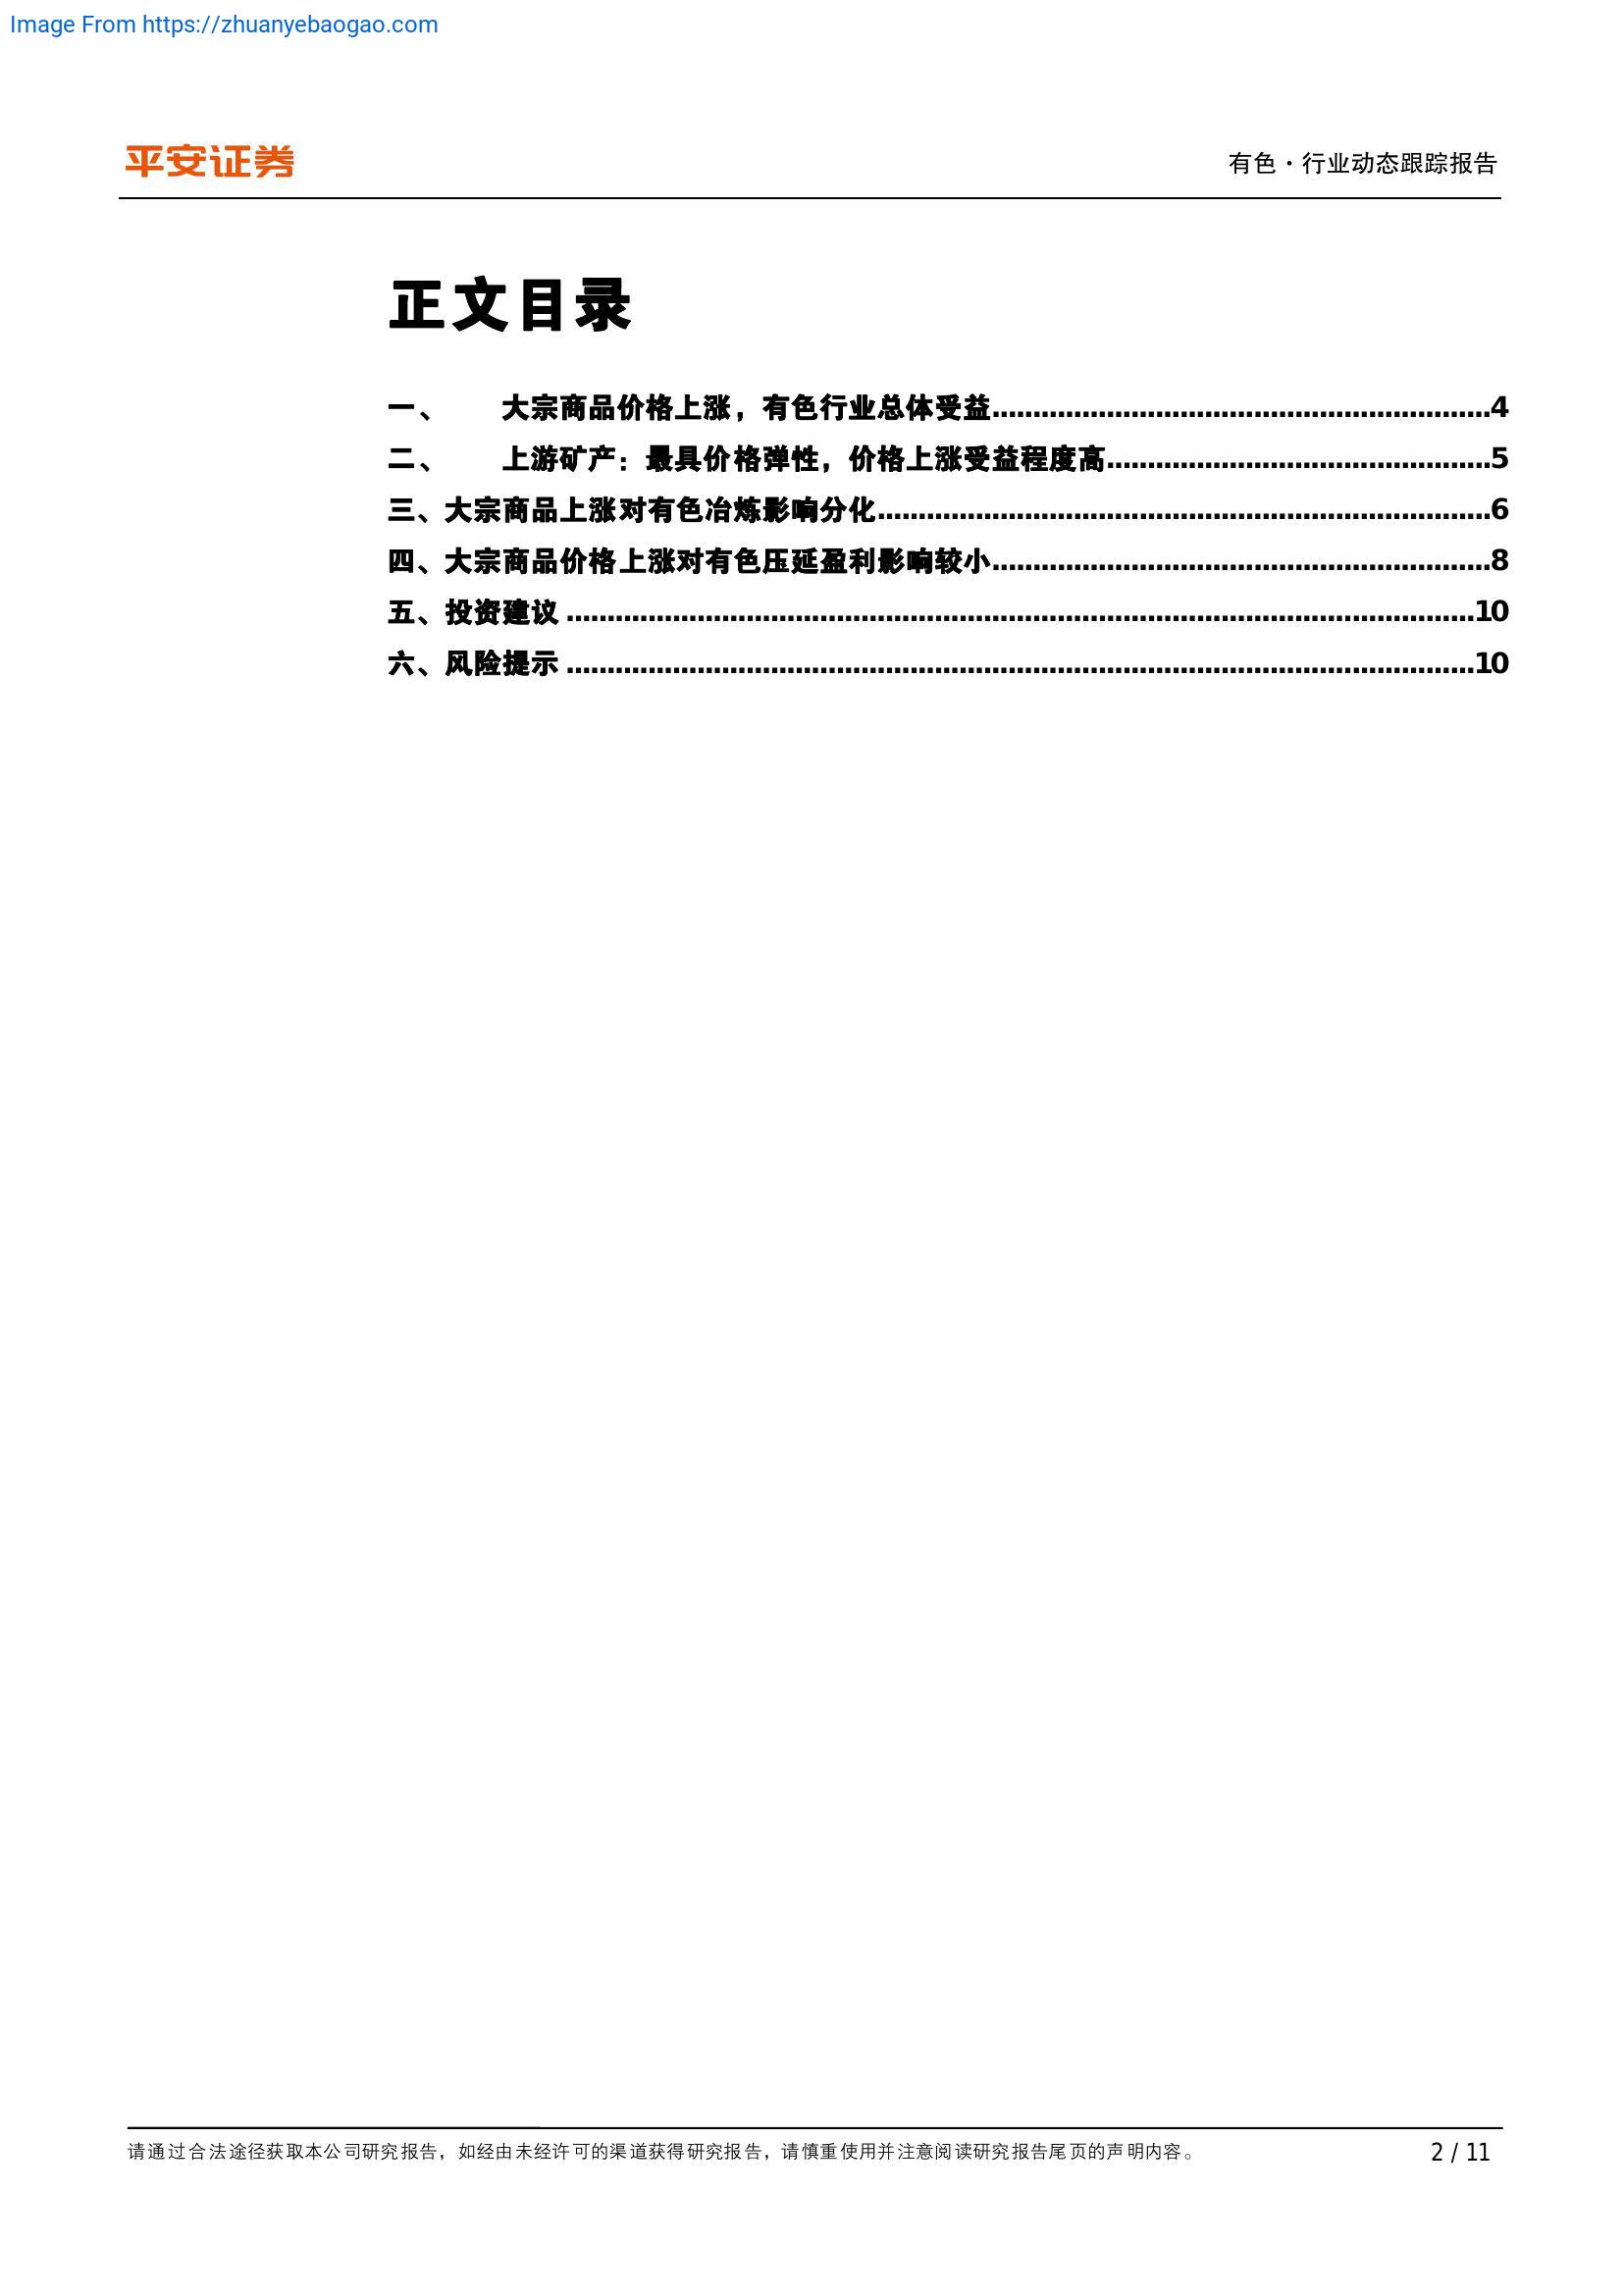 Image From https://zhuanyebaogao.com
平安证券
有色·行业动态跟踪报告
正文目录
一、 大宗商品价格上涨，有色行业总体受益............................................................4
二、 上游矿产：最具价格弹性，价格上涨受益程度高..............................................5
三、大宗商品上涨对有色冶炼影响分化..........................................................................6
四、大宗商品价格上涨对有色压延盈利影响较小............................................................8
五、投资建议 ..............................................................................................................10
六、风险提示 ..............................................................................................................10
请通过合法途径获取本公司研究报告，如经由未经许可的渠道获得研究报告，请慎重使用并注意阅读研究报告尾页的声明内容。
2 / 11